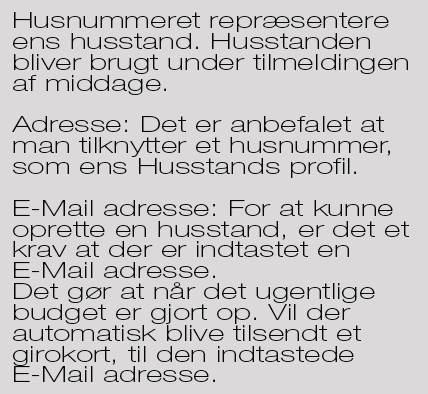 Husnummeret repræsentere
ens husstand. Husstanden
bliver brugt under tilmeldingen
af middage.
Adresse: Det er anbefalet at
man tilknytter et husnummer,
som ens Husstands profil.
E-Mail adresse: For at kunne
oprette en husstand, er det et
krav at der er indtastet en
E-Mail adresse.
Det gør at når det ugentlige
budget er gjort op. Vil der
automatisk blive tilsendt et
girokort, til den indtastede
E-Mail adresse.